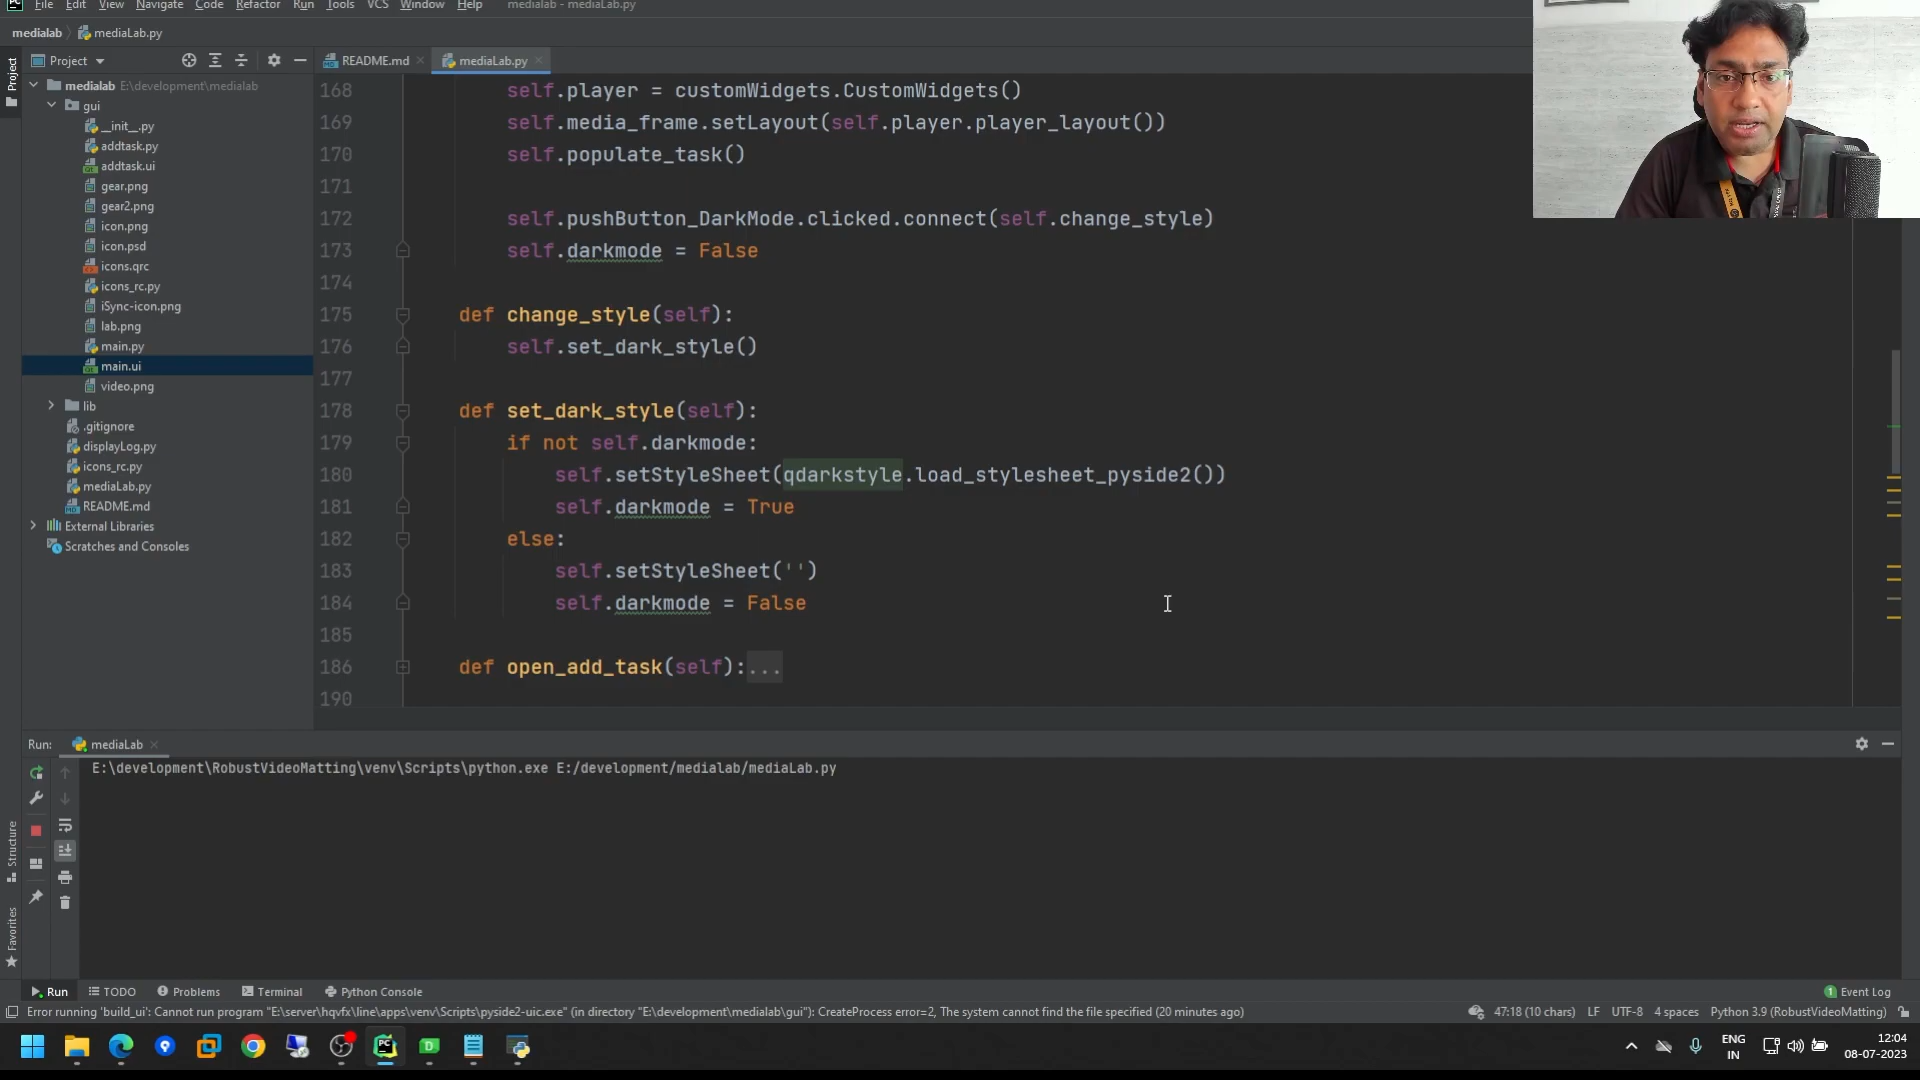 File Edit View Navigate Code Refactor Run Tools VCS Window Help medialab - mediaLab.py
medialab mediaLab.py
Project
Project
README.md
mediaLab.py
medialab E:\development\medialab
gui
__init__.py
addtask.py
addtask.ui
gear.png
gear2.png
icon.png
icon.psd
icons.qrc
icons_rc.py
iSync-icon.png
lab.png
main.py
main.ui
video.png
lib
.gitignore
displayLog.py
icons_rc.py
mediaLab.py
README.md
External Libraries
Scratches and Consoles
168 self.player = customWidgets.CustomWidgets()
169 self.media_frame.setLayout(self.player.player_layout())
170 self.populate_task()
171
172 self.pushButton_DarkMode.clicked.connect(self.change_style)
173 self.darkmode = False
174
175 def change_style(self):
176 self.set_dark_style()
177
178 def set_dark_style(self):
179 if not self.darkmode:
180 self.setStyleSheet(qdarkstyle.load_stylesheet_pyside2())
181 self.darkmode = True
182 else:
183 self.setStyleSheet('')
184 self.darkmode = False
185
186 def open_add_task(self):...
190
Run: mediaLab
E:\development\RobustVideoMatting\venv\Scripts\python.exe E:/development/medialab/mediaLab.py
Structure
Favorites
Run TODO Problems Terminal Python Console
1 Event Log
Error running 'build_ui': Cannot run program "E:\server\hqvfx\line\apps\venv\Scripts\pyside2-uic.exe" (in directory "E:\development\medialab\gui"): CreateProcess error=2, The system cannot find the file specified (20 minutes ago)
47:18 (10 chars) LF UTF-8 4 spaces Python 3.9 (RobustVideoMatting)
ENG
IN
12:04
08-07-2023